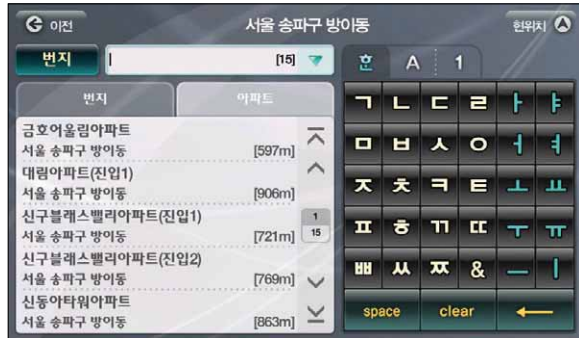 이전
서울 송파구 방이동
현위치
번지
[15]
번지
아파트
금호어울림아파트
서울 송파구 방이동 [597m]
대림아파트(진입1)
서울 송파구 방이동 [906m]
신구블래스밸리아파트(진입1)
서울 송파구 방이동 [721m]
신구블래스밸리아파트(진입2)
서울 송파구 방이동 [769m]
신동아타워아파트
서울 송파구 방이동 [863m]
1
15
한 A 1
ㄱ ㄴ ㄷ ㄹ ㅏ ㅑ
ㅁ ㅂ ㅅ ㅇ ㅓ ㅕ
ㅈ ㅊ ㅋ ㅌ ㅗ ㅛ
ㅍ ㅎ ㄲ ㄸ ㅜ ㅠ
ㅃ ㅆ ㅉ & ㅡ ㅣ
space clear ←